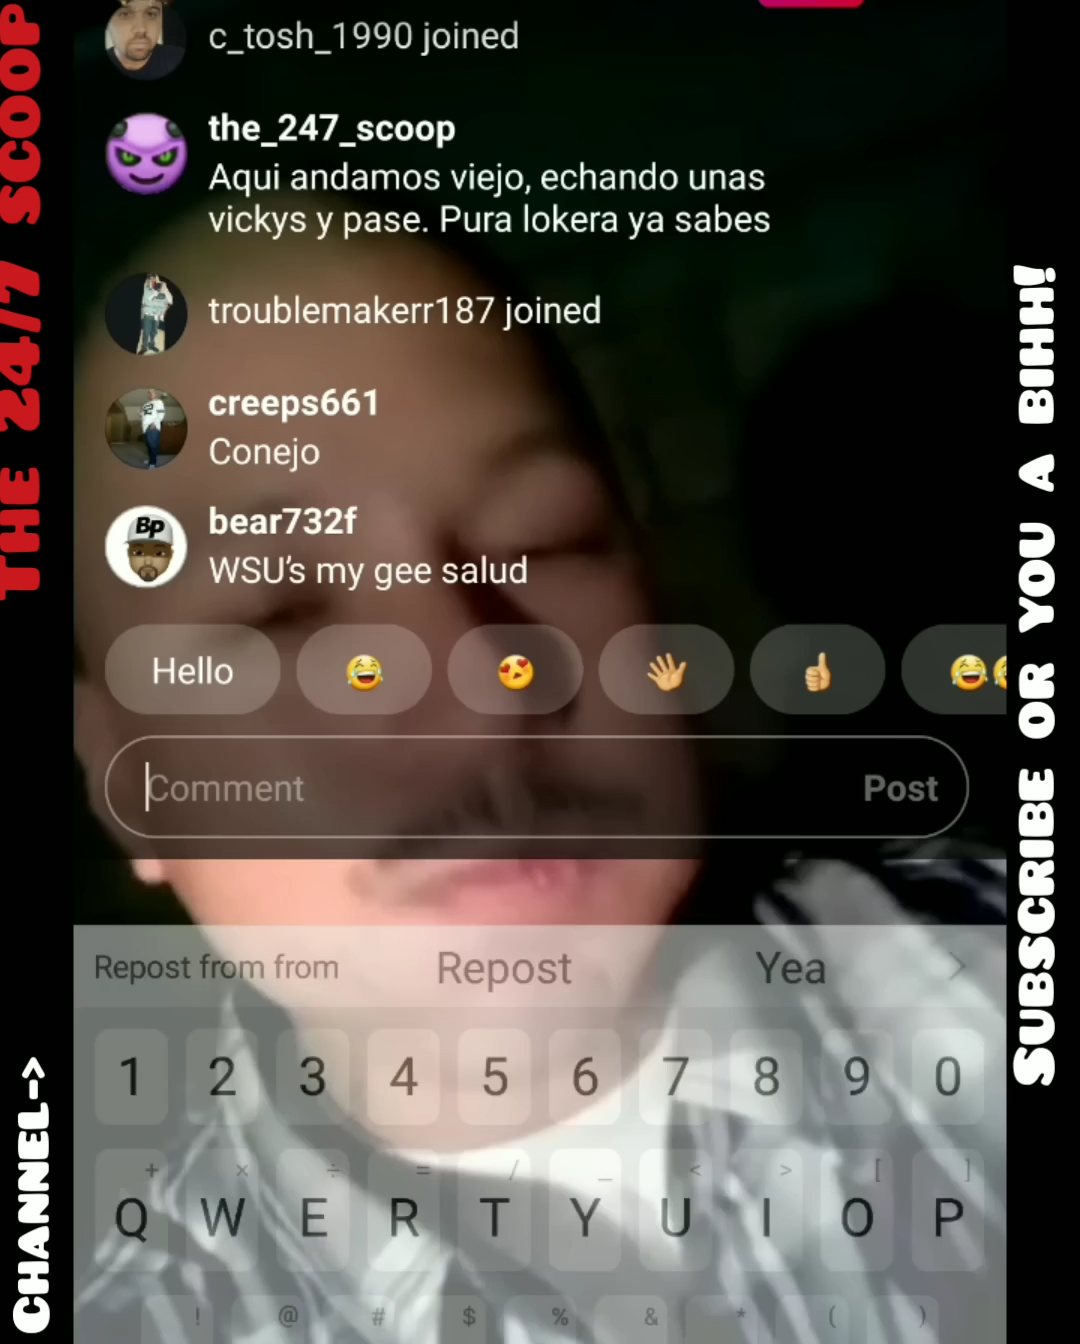 THE 24/7 SCOOP
CHANNEL-->
c_tosh_1990 joined
the_247_scoop
Aqui andamos viejo, echando unas
vickys y pase. Pura lokera ya sabes
troublemakerr187 joined
creeps661
Conejo
Bp
bear732f
WSU's my gee salud
Hello
Comment
Post
Repost from from
Repost
Yea
1 2 3 4 5 6 7 8 9 0
+ × ÷ = / _ < > [ ]
Q W E R T Y U I O P
! @ # $ % & * ( )
SUBSCRIBE OR YOU A BIHH!